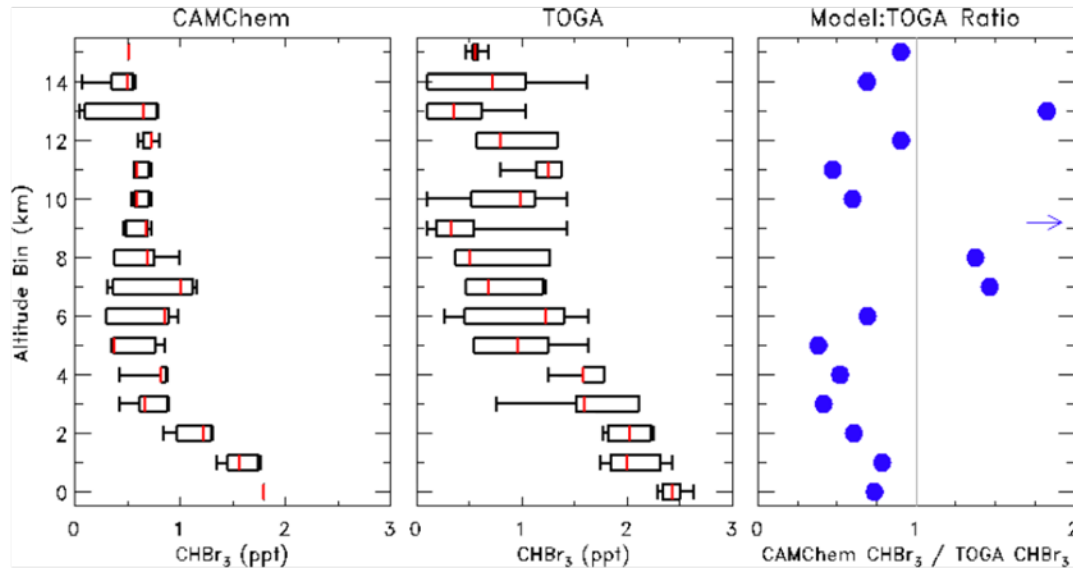 CAMChem TOGA Model:TOGA Ratio
14
12
10
8
6
4
2
0
Altitude Bin (km)
0 1 2 3 0 1 2 3 0 1 2
CHBr₃ (ppt) CHBr₃ (ppt) CAMChem CHBr₃ / TOGA CHBr₃